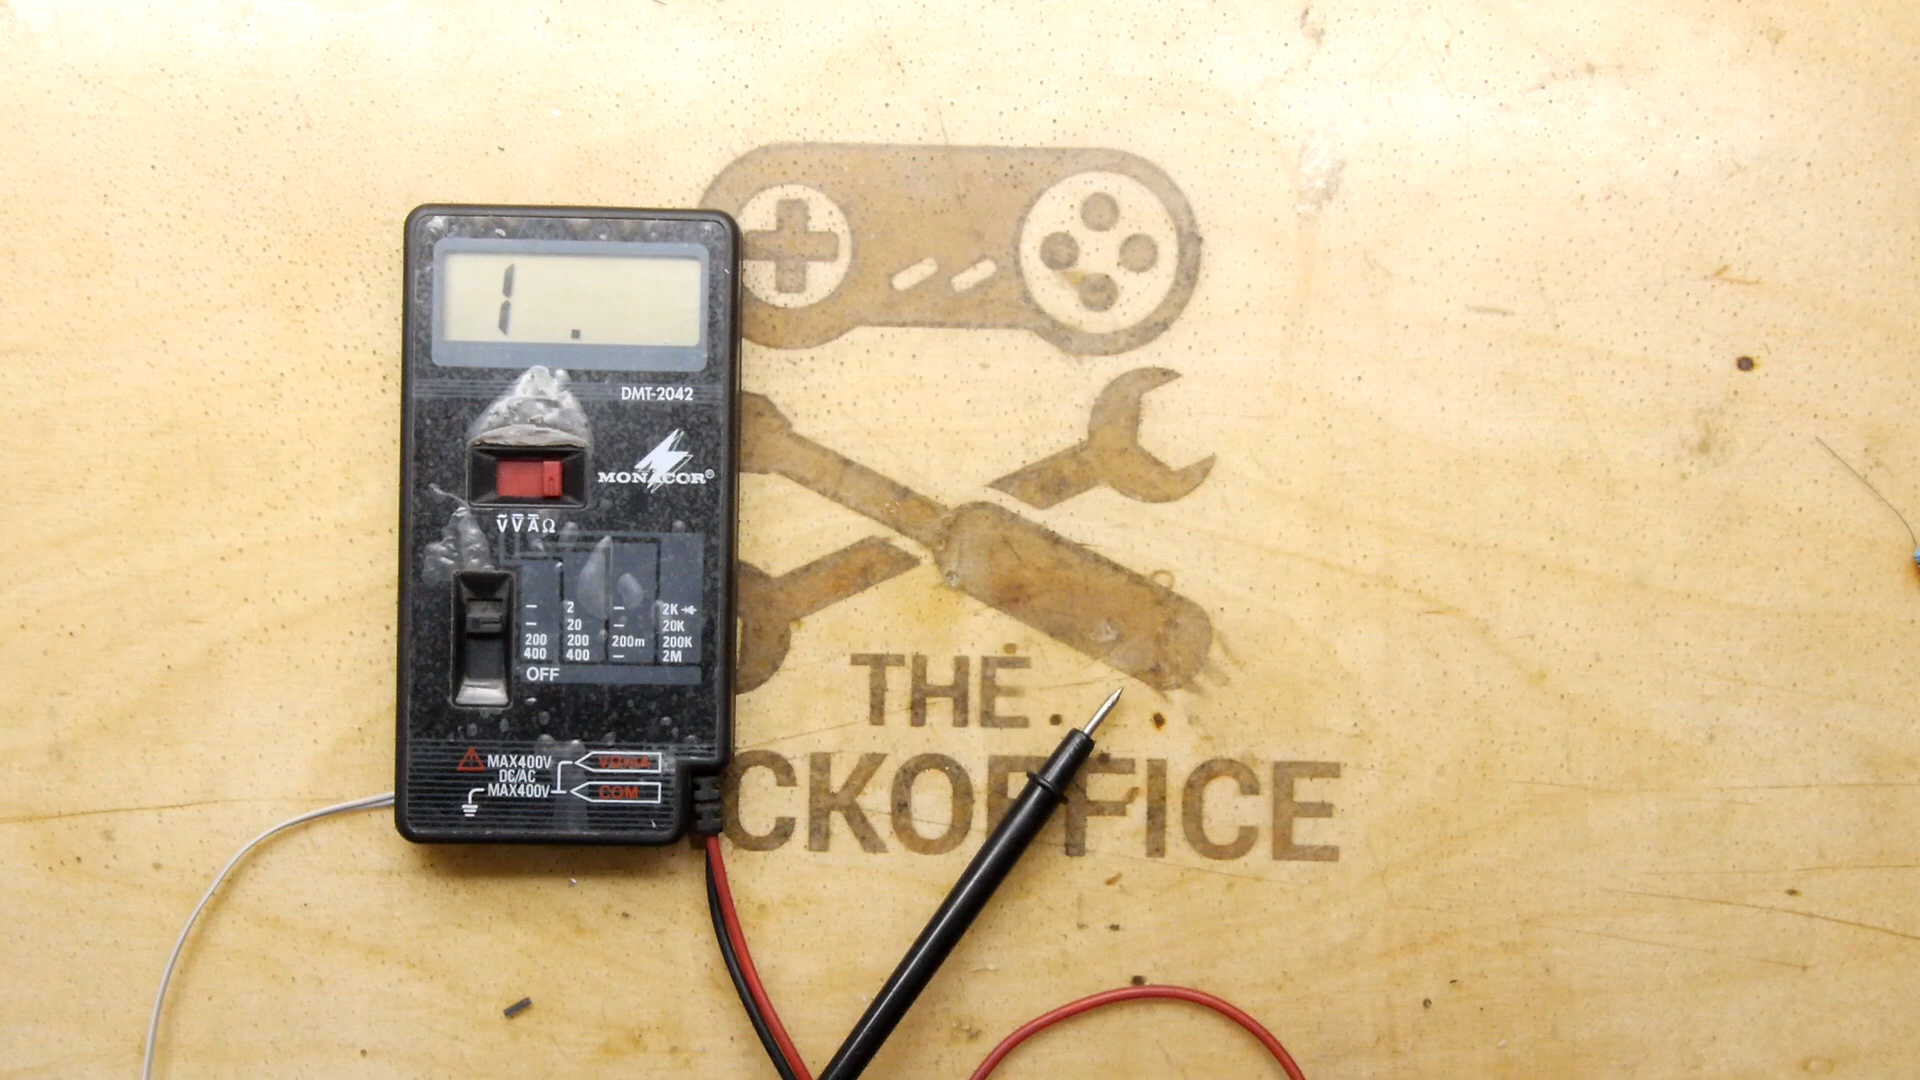 1 .
DMT-2042
MONACOR®
Ṽ V̅ A̅ Ω
– 2 – 2K
– 20 – 20K
200 200 200m 200K
400 400 – 2M
OFF
MAX400V
DC/AC
MAX400V
COM
THE
CKOFFICE